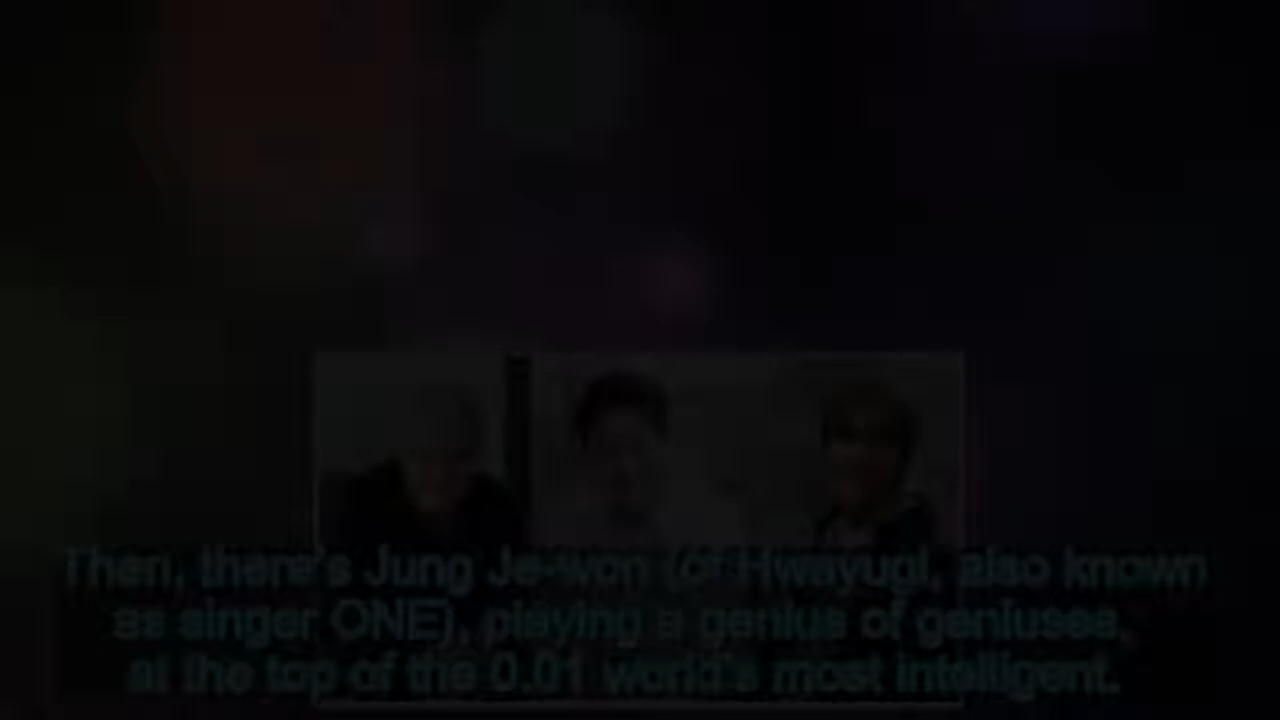 Then, there's Jung Je-won (of Hwayugi, also known
as singer ONE), playing a genius of geniuses,
at the top of the 0.01 world's most intelligent.